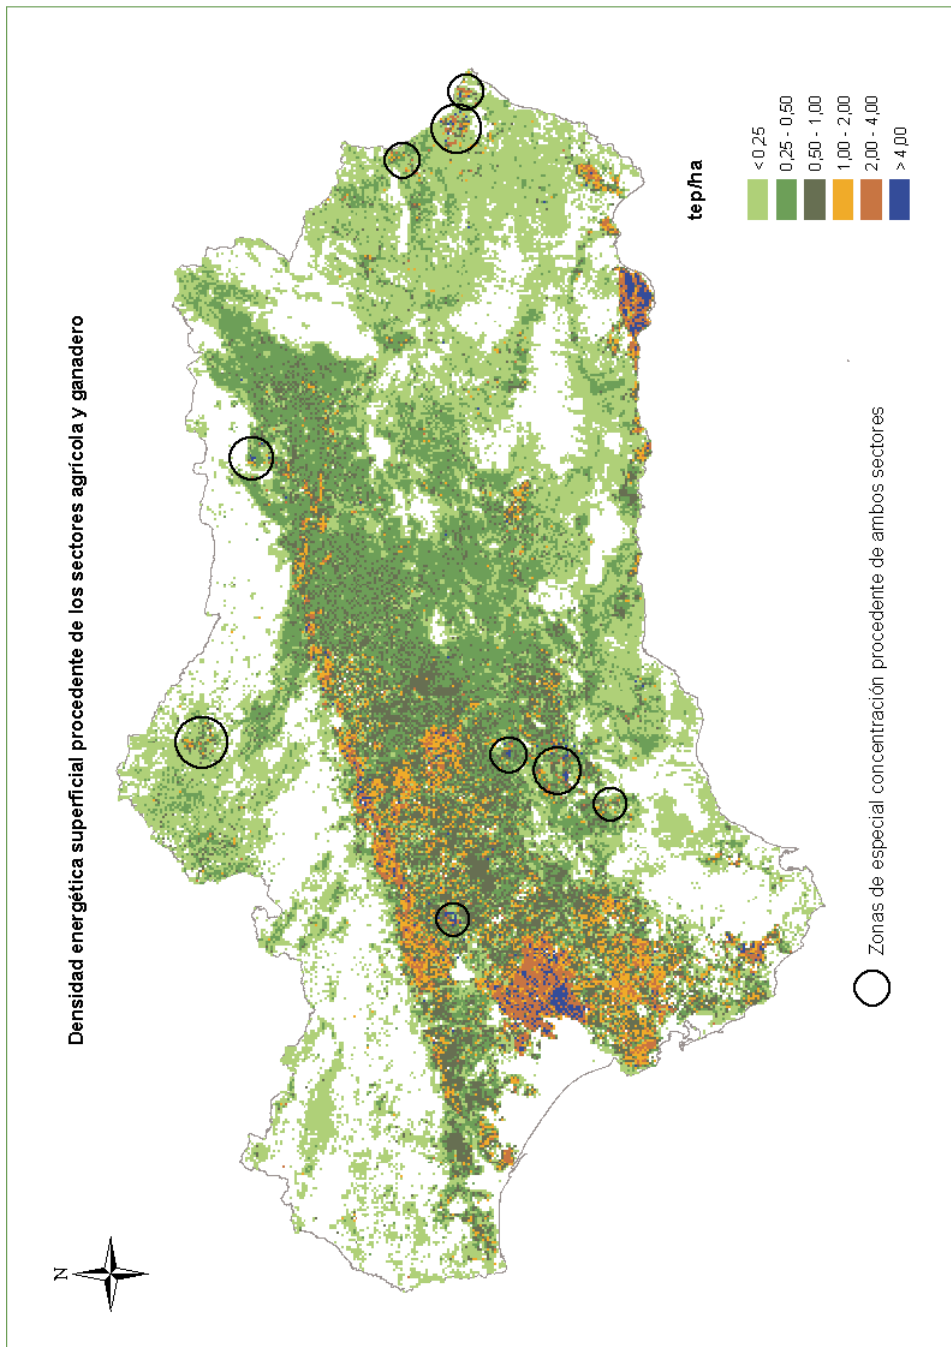 Densidad energética superficial procedente de los sectores agrícola y ganadero
N
tep/ha
< 0,25
0,25 - 0,50
0,50 - 1,00
1,00 - 2,00
2,00 - 4,00
> 4,00
Zonas de especial concentración procedente de ambos sectores